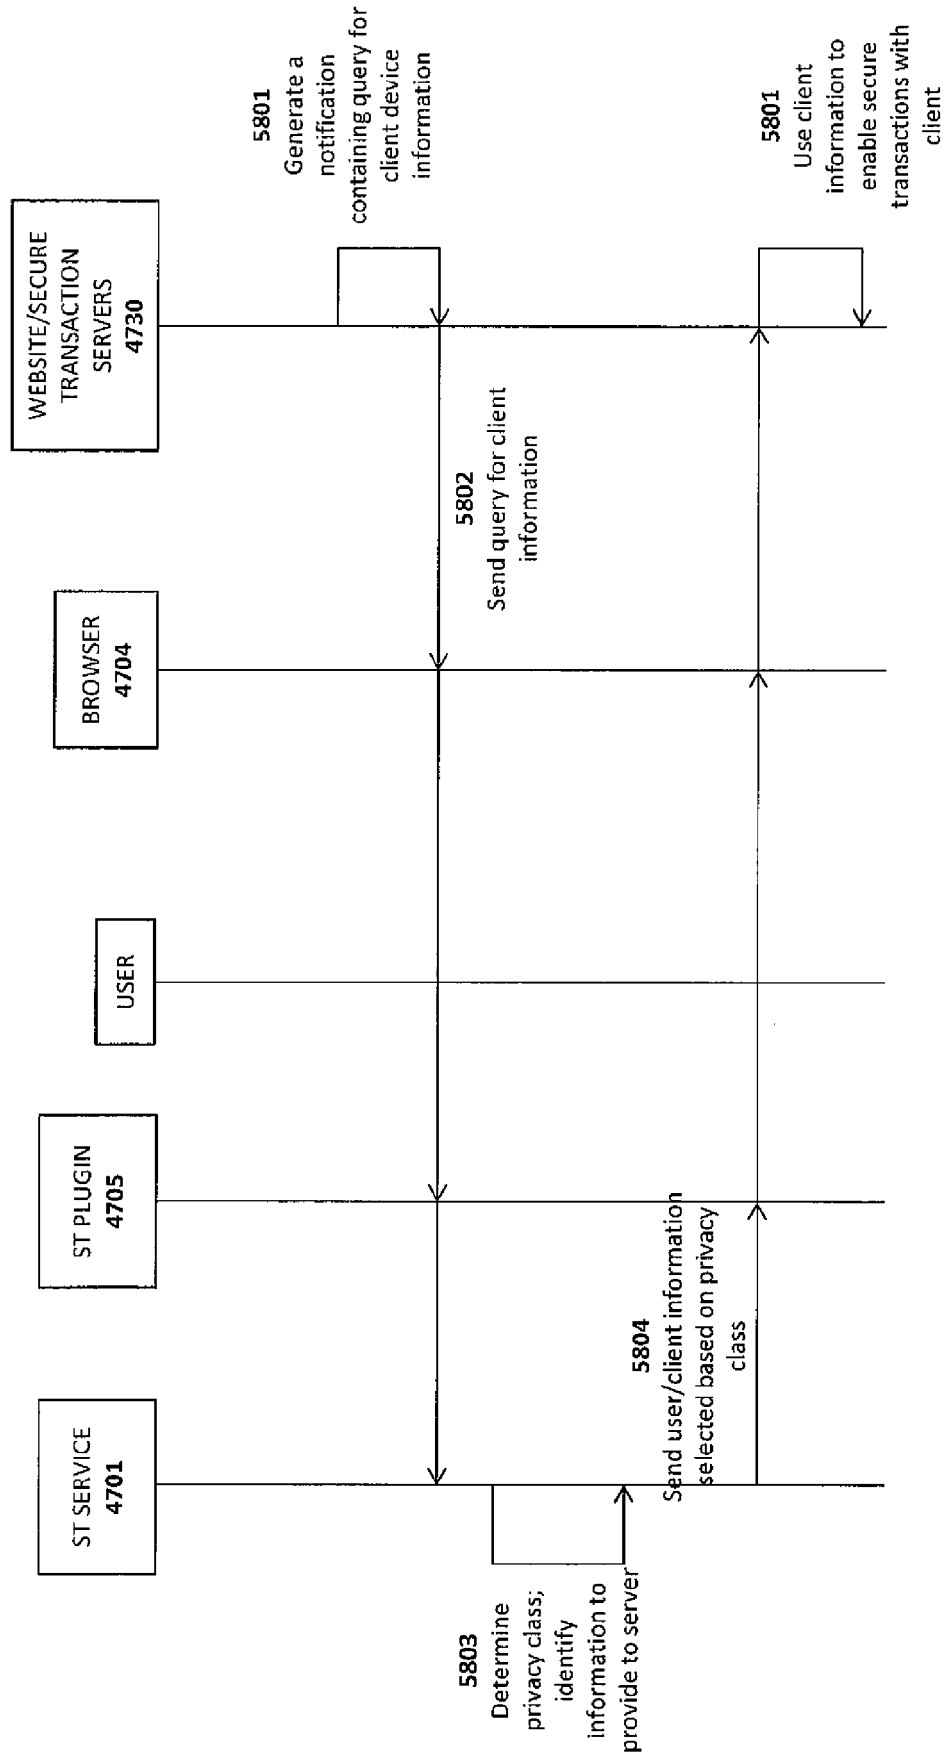 ST SERVICE
4701
ST PLUGIN
4705
USER
BROWSER
4704
WEBSITE/SECURE
TRANSACTION
SERVERS
4730
5801
Generate a
notification
containing query for
client device
information
5802
Send query for client
information
5803
Determine
privacy class;
identify
information to
provide to server
5804
Send user/client information
selected based on privacy
class
5801
Use client
information to
enable secure
transactions with
client